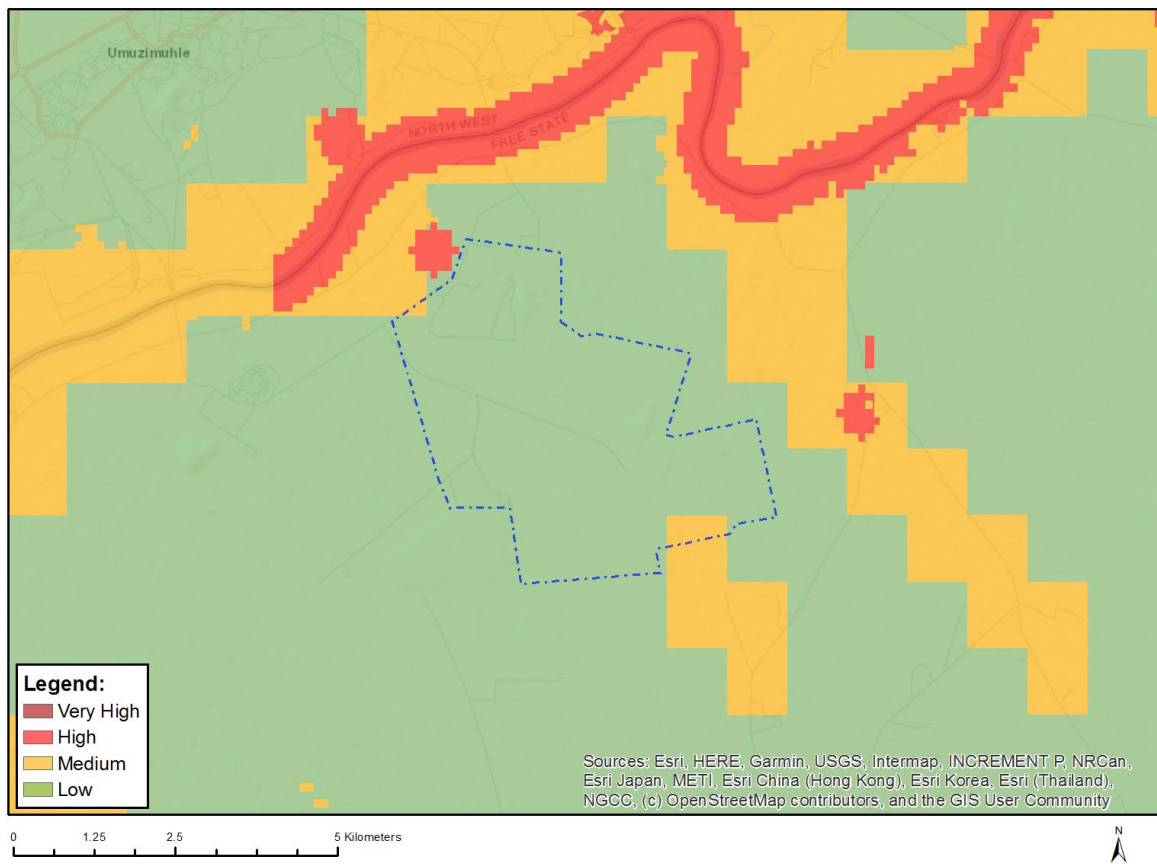 Umuzimuhle
NORTH WEST
FREE STATE
Legend:
Very High
High
Medium
Low
Sources: Esri, HERE, Garmin, USGS, Intermap, INCREMENT P, NRCan,
Esri Japan, METI, Esri China (Hong Kong), Esri Korea, Esri (Thailand),
NGCC, (c) OpenStreetMap contributors, and the GIS User Community
0 1.25 2.5 5 Kilometers
N